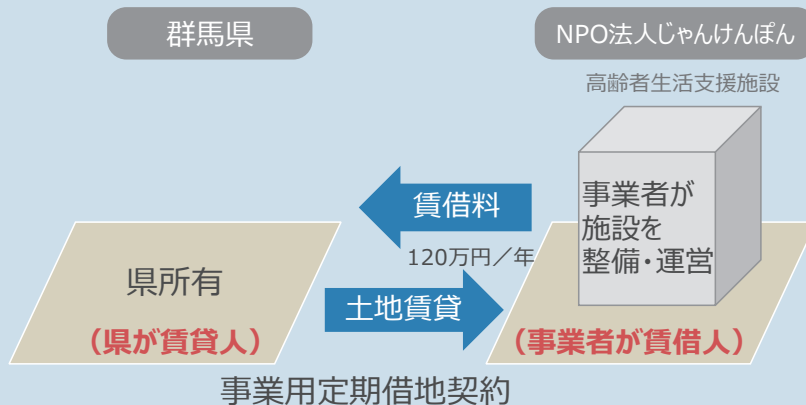 群馬県
NPO法人じゃんけんぽん
高齢者生活支援施設
事業者が
施設を
整備・運営
賃借料
120万円／年
県所有
土地賃貸
（県が賃貸人）
（事業者が賃借人）
事業用定期借地契約